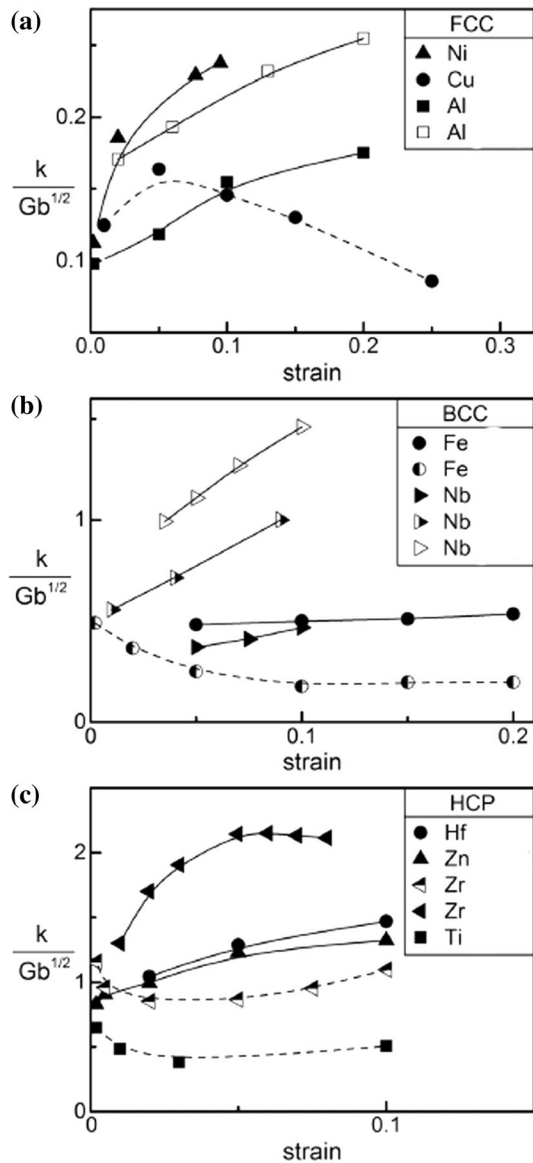 (a)
FCC
Ni
Cu
Al
Al
0.2
k
Gb1/2
0.1
0.0 0.1 0.2 0.3
strain
(b)
BCC
Fe
Fe
Nb
Nb
Nb
1
k
Gb1/2
0
0 0.1 0.2
strain
(c)
HCP
Hf
Zn
Zr
Zr
Ti
2
k
Gb1/2
1
0
0 0.1
strain